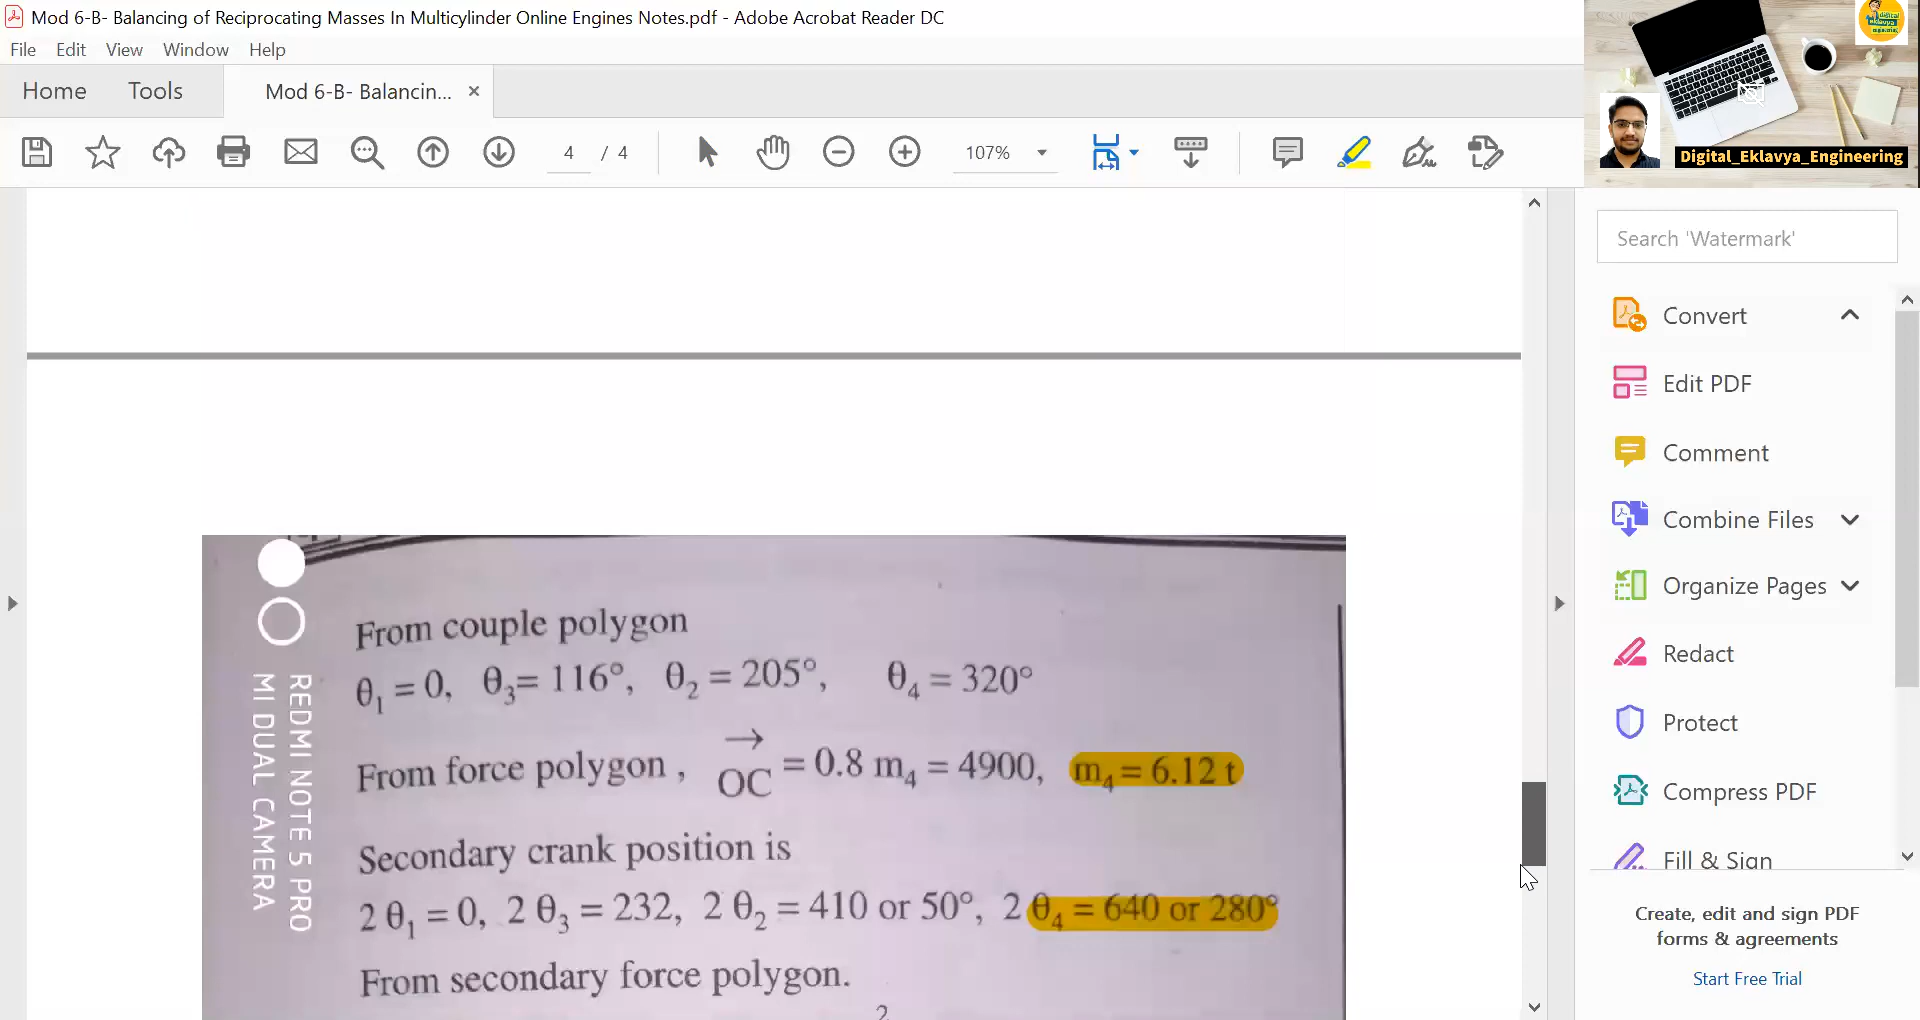 Mod 6-B- Balancing of Reciprocating Masses In Multicylinder Online Engines Notes.pdf - Adobe Acrobat Reader DC
File Edit View Window Help
Home Tools Mod 6-B- Balancin... ×
4 / 4 107%
Digital_Eklavya_Engineering
Search 'Watermark'
Convert
Edit PDF
Comment
Combine Files
Organize Pages
Redact
Protect
Compress PDF
Fill & Sign
Create, edit and sign PDF
forms & agreements
Start Free Trial
From couple polygon
θ₁ = 0, θ₃= 116°, θ₂ = 205°, θ₄ = 320°
From force polygon , →OC = 0.8 m₄ = 4900, m₄ = 6.12 t
Secondary crank position is
2 θ₁ = 0, 2 θ₃ = 232, 2 θ₂ = 410 or 50°, 2 θ₄ = 640 or 280°
From secondary force polygon.
2
REDMI NOTE 5 PRO
MI DUAL CAMERA